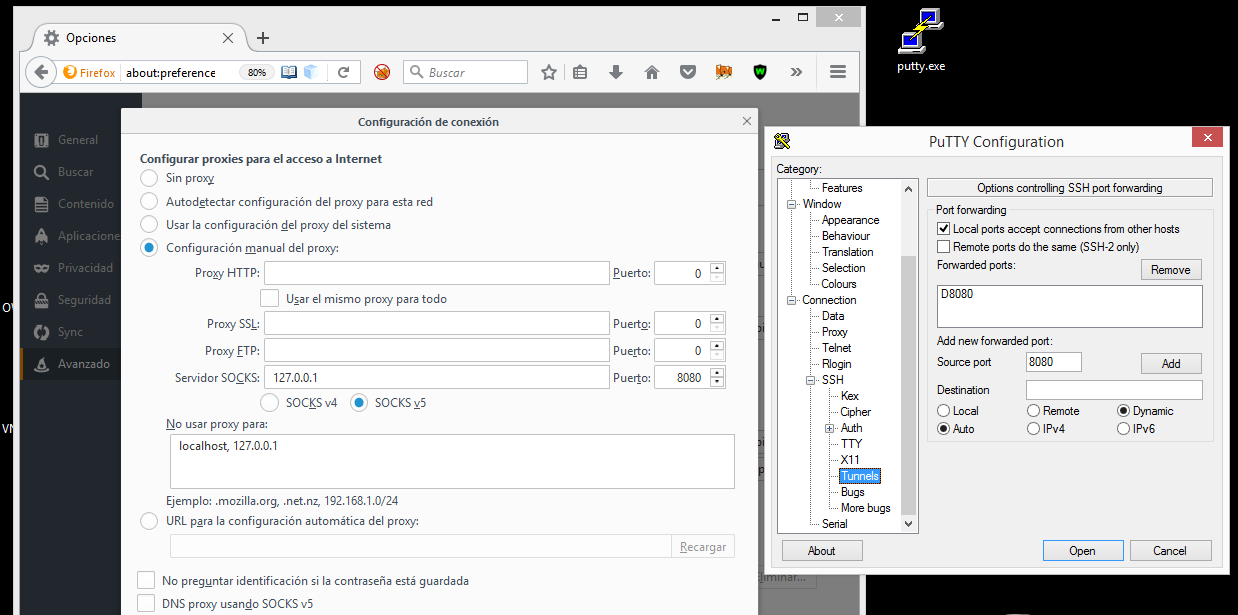 Opciones
putty.exe
Firefox about:preference 80% Buscar
Configuración de conexión
General
Buscar
Contenido
Aplicacione
Privacidad
Seguridad
Sync
Avanzado
Configurar proxies para el acceso a Internet
Sin proxy
Autodetectar configuración del proxy para esta red
Usar la configuración del proxy del sistema
Configuración manual del proxy:
Proxy HTTP: Puerto: 0
Usar el mismo proxy para todo
Proxy SSL: Puerto: 0
Proxy FTP: Puerto: 0
Servidor SOCKS: 127.0.0.1 Puerto: 8080
SOCKS v4 SOCKS v5
No usar proxy para:
localhost, 127.0.0.1
Ejemplo: .mozilla.org, .net.nz, 192.168.1.0/24
URL para la configuración automática del proxy:
Recargar
No preguntar identificación si la contraseña está guardada
DNS proxy usando SOCKS v5
PuTTY Configuration
Category:
Features
Window
Appearance
Behaviour
Translation
Selection
Colours
Connection
Data
Proxy
Telnet
Rlogin
SSH
Kex
Cipher
Auth
TTY
X11
Tunnels
Bugs
More bugs
Serial
Options controlling SSH port forwarding
Port forwarding
Local ports accept connections from other hosts
Remote ports do the same (SSH-2 only)
Forwarded ports: Remove
D8080
Add new forwarded port:
Source port 8080 Add
Destination
Local Remote Dynamic
Auto IPv4 IPv6
About Open Cancel